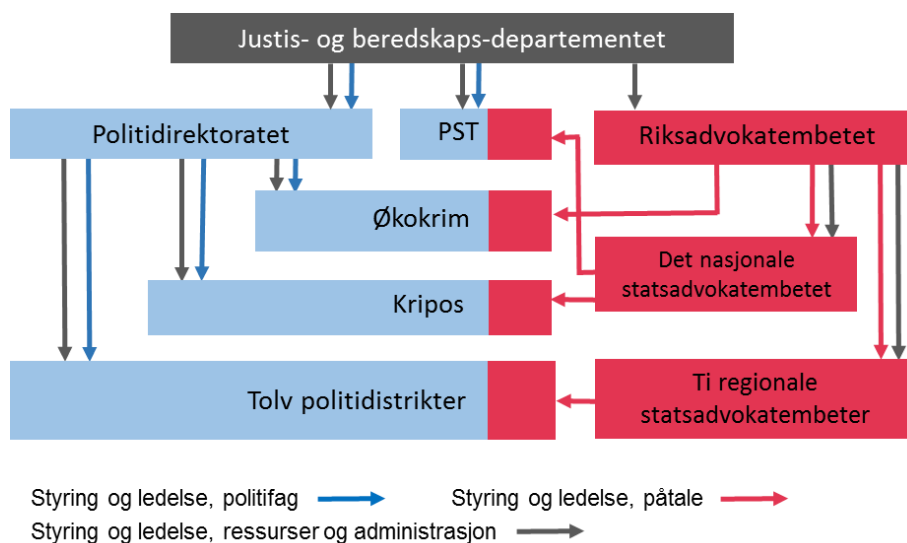 Justis- og beredskaps-departementet
Politidirektoratet
PST
Riksadvokatembetet
Økokrim
Det nasjonale
statsadvokatembetet
Kripos
Tolv politidistrikter
Ti regionale
statsadvokatembeter
Styring og ledelse, politifag
Styring og ledelse, påtale
Styring og ledelse, ressurser og administrasjon